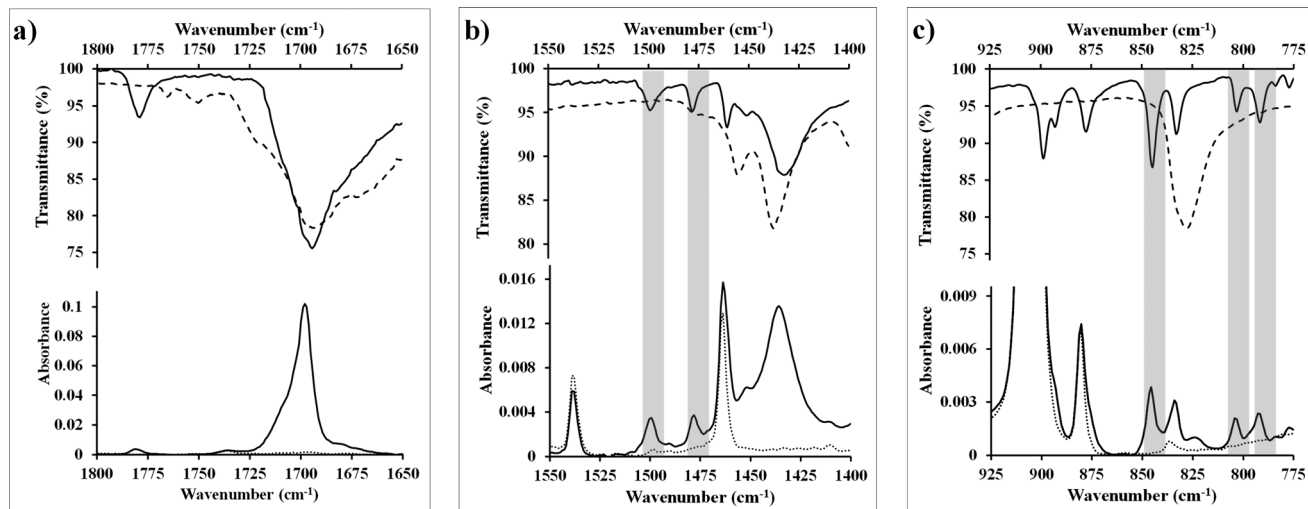 a)
Wavenumber (cm-1)
1800 1775 1750 1725 1700 1675 1650
100
95
90
85
80
75
Transmittance (%)
0.1
0.08
0.06
0.04
0.02
0
Absorbance
1800 1775 1750 1725 1700 1675 1650
Wavenumber (cm-1)
b)
Wavenumber (cm-1)
1550 1525 1500 1475 1450 1425 1400
100
95
90
85
80
Transmittance (%)
0.016
0.012
0.008
0.004
0
Absorbance
1550 1525 1500 1475 1450 1425 1400
Wavenumber (cm-1)
c)
Wavenumber (cm-1)
925 900 875 850 825 800 775
100
95
90
85
80
75
Transmittance (%)
0.009
0.006
0.003
0
Absorbance
925 900 875 850 825 800 775
Wavenumber (cm-1)